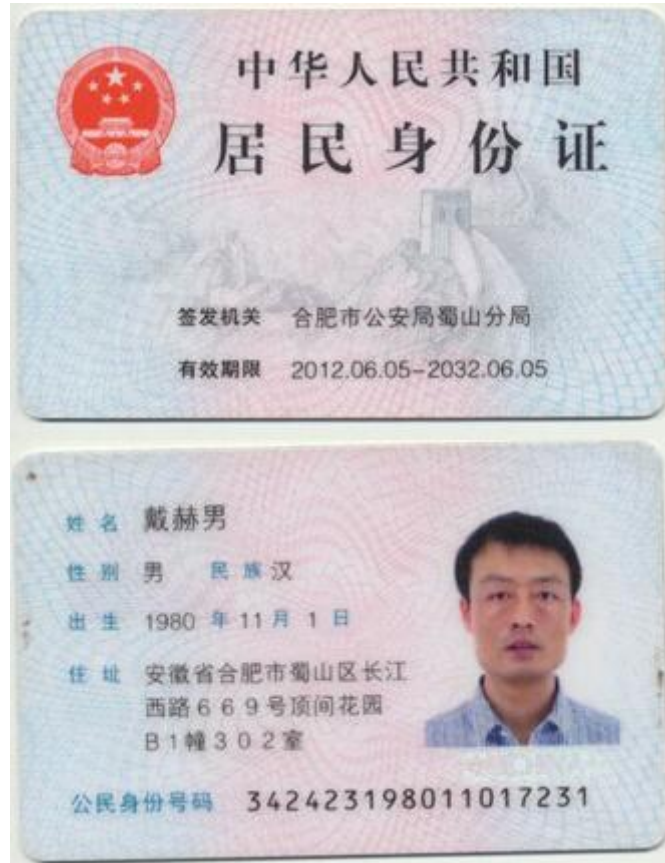 中华人民共和国
居民身份证
签发机关 合肥市公安局蜀山分局
有效期限 2012.06.05-2032.06.05
姓名 戴赫男
性别 男 民族 汉
出生 1980 年 11 月 1 日
住址 安徽省合肥市蜀山区长江
西路669号顶间花园
B1幢302室
公民身份号码 342423198011017231